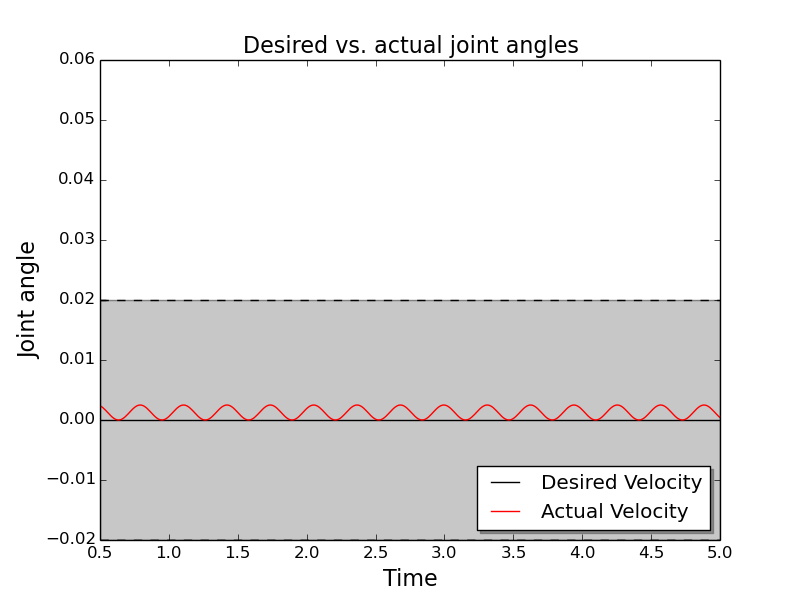 Desired vs. actual joint angles
0.06
0.05
0.04
0.03
0.02
0.01
0.00
−0.01
−0.02
Joint angle
Desired Velocity
Actual Velocity
0.5 1.0 1.5 2.0 2.5 3.0 3.5 4.0 4.5 5.0
Time